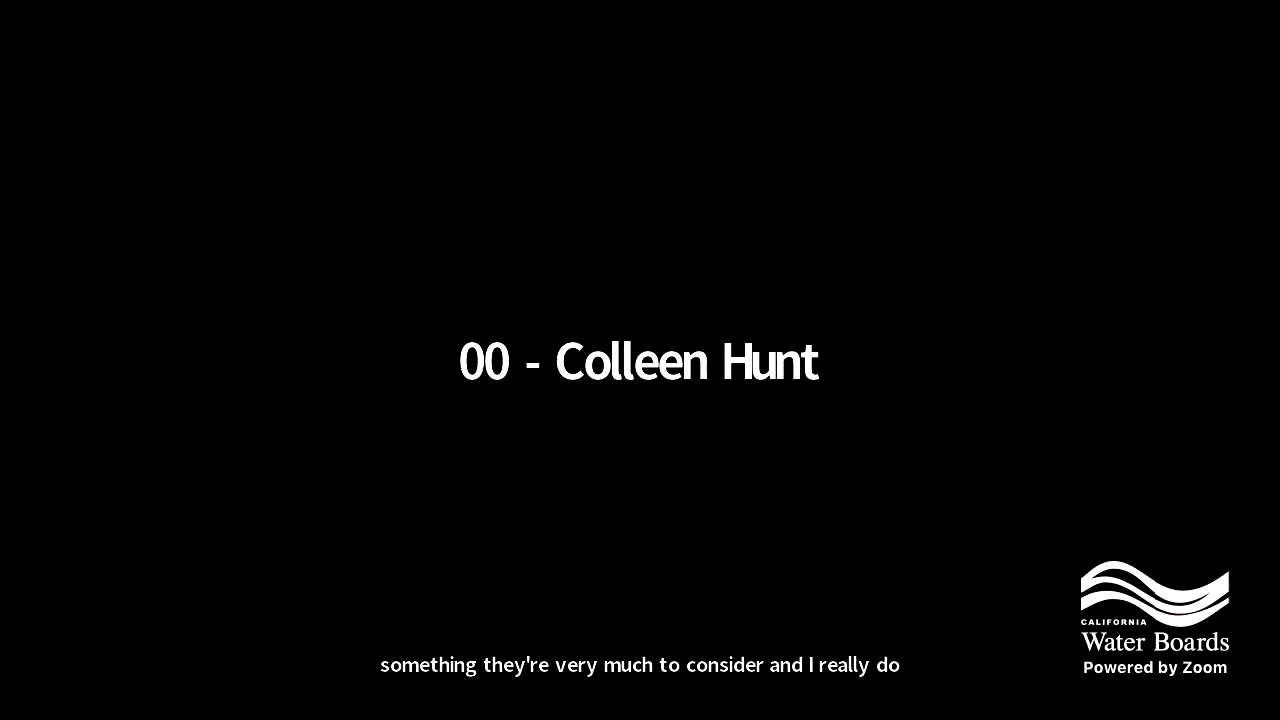 00 - Colleen Hunt
CALIFORNIA
Water Boards
something they're very much to consider and I really do
Powered by Zoom